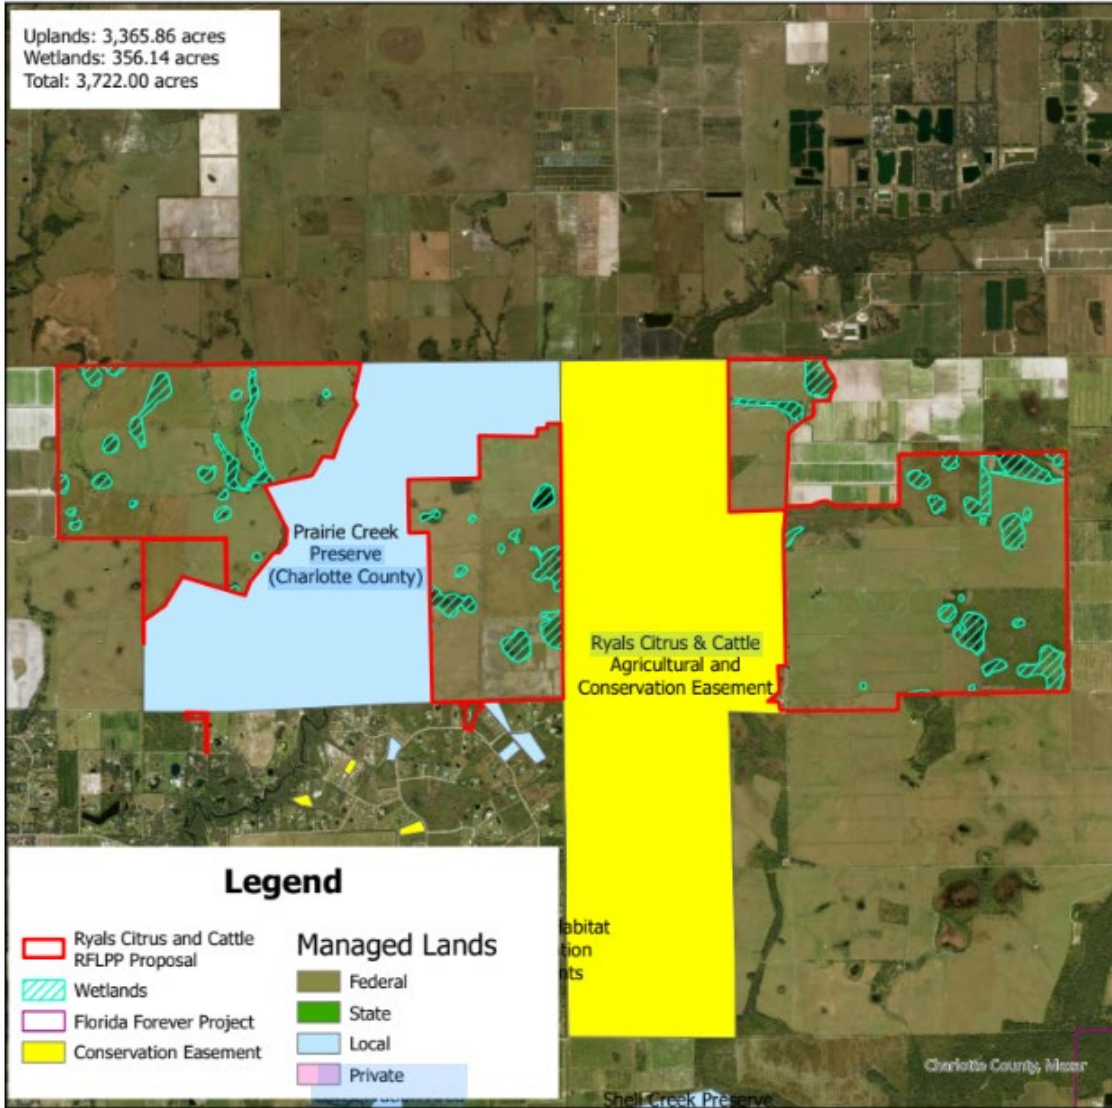 Uplands: 3,365.86 acres
Wetlands: 356.14 acres
Total: 3,722.00 acres
Prairie Creek
Preserve
(Charlotte County)
Ryals Citrus & Cattle
Agricultural and
Conservation Easement
Legend
Ryals Citrus and Cattle
RFLPP Proposal
Wetlands
Florida Forever Project
Conservation Easement
Managed Lands
Federal
State
Local
Private
Charlotte County, Maxar
Shell Creek Preserve